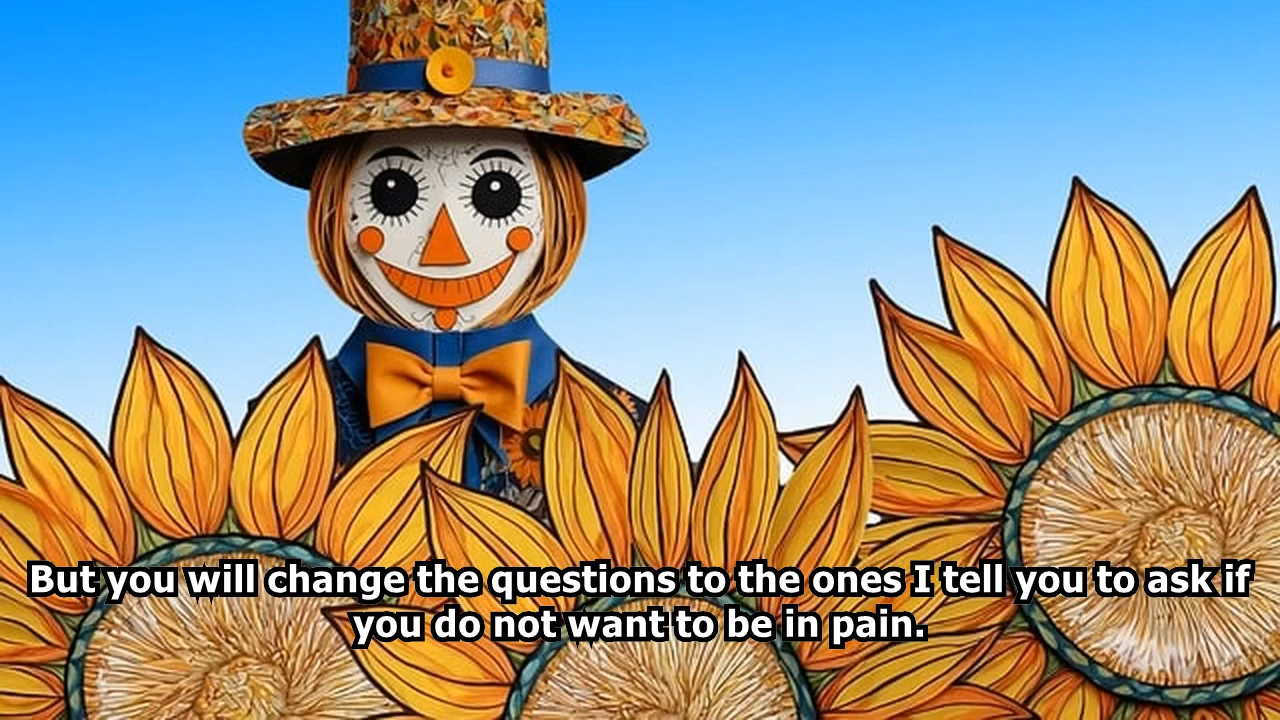 But you will change the questions to the ones I tell you to ask if
you do not want to be in pain.